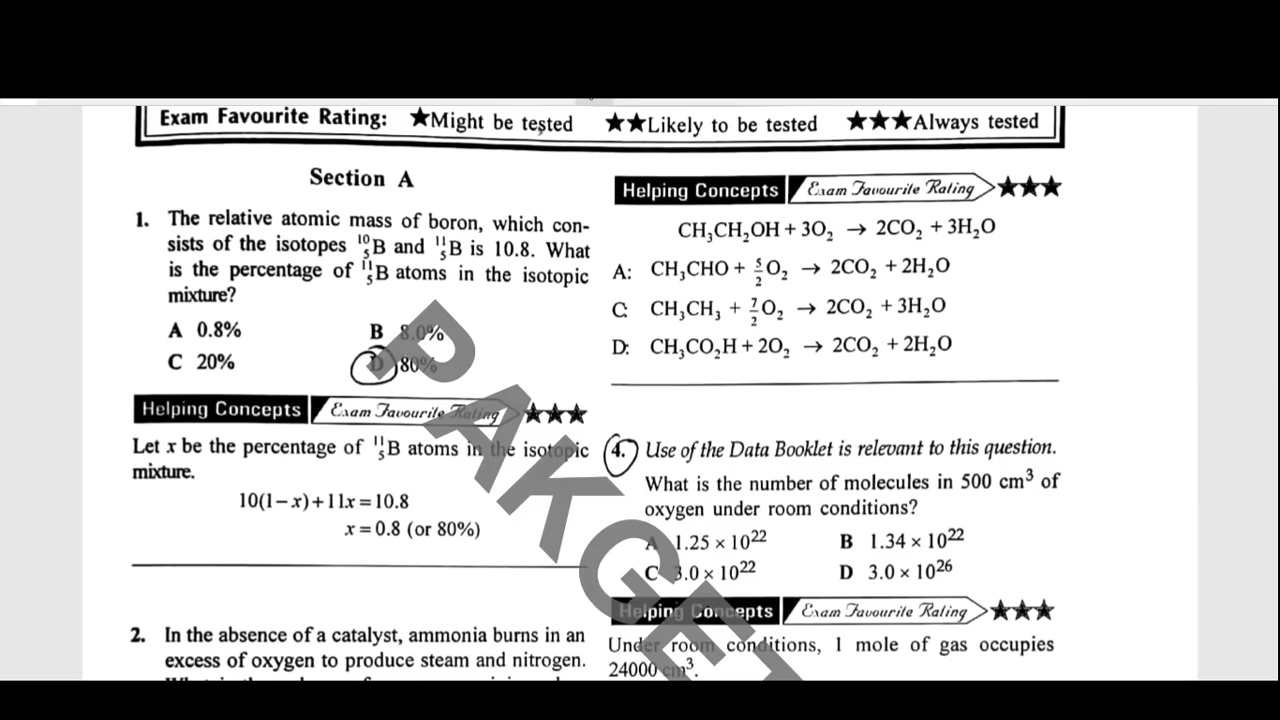 Exam Favourite Rating: ★Might be tested ★★Likely to be tested ★★★Always tested
Section A
1. The relative atomic mass of boron, which con-
sists of the isotopes ¹⁰₅B and ¹¹₅B is 10.8. What
is the percentage of ¹¹₅B atoms in the isotopic
mixture?
A 0.8% B 8.0%
C 20% D 80%
Helping Concepts Exam Favourite Rating ★★★
Let x be the percentage of ¹¹₅B atoms in the isotopic
mixture.
10(1−x)+11x=10.8
x=0.8 (or 80%)
2. In the absence of a catalyst, ammonia burns in an
excess of oxygen to produce steam and nitrogen.
Helping Concepts Exam Favourite Rating ★★★
CH₃CH₂OH + 3O₂ → 2CO₂ + 3H₂O
A: CH₃CHO + 5/2 O₂ → 2CO₂ + 2H₂O
C: CH₃CH₃ + 7/2 O₂ → 2CO₂ + 3H₂O
D: CH₃CO₂H + 2O₂ → 2CO₂ + 2H₂O
4. Use of the Data Booklet is relevant to this question.
What is the number of molecules in 500 cm³ of
oxygen under room conditions?
A 1.25 × 10²² B 1.34 × 10²²
C 3.0 × 10²² D 3.0 × 10²⁶
Helping Concepts Exam Favourite Rating ★★★
Under room conditions, 1 mole of gas occupies
24000 cm³.
PAKGET